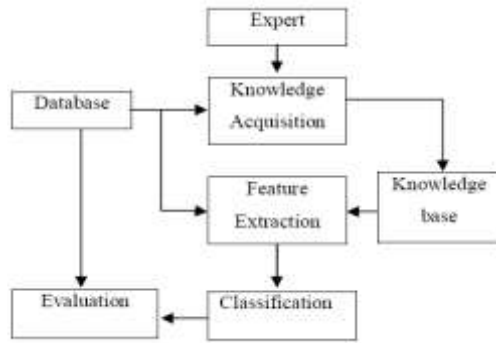 Expert
Database
Knowledge
Acquisition
Feature
Extraction
Knowledge
base
Evaluation
Classification